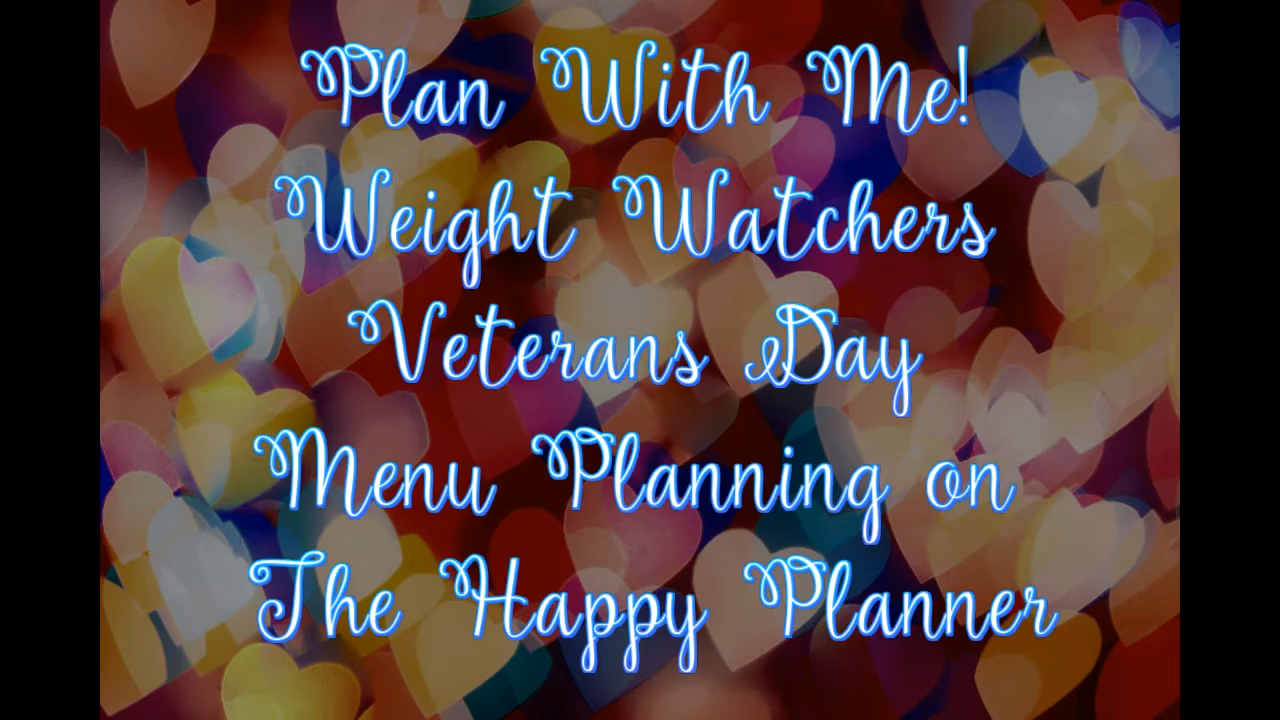 Plan With Me!
Weight Watchers
Veterans Day
Menu Planning on
The Happy Planner